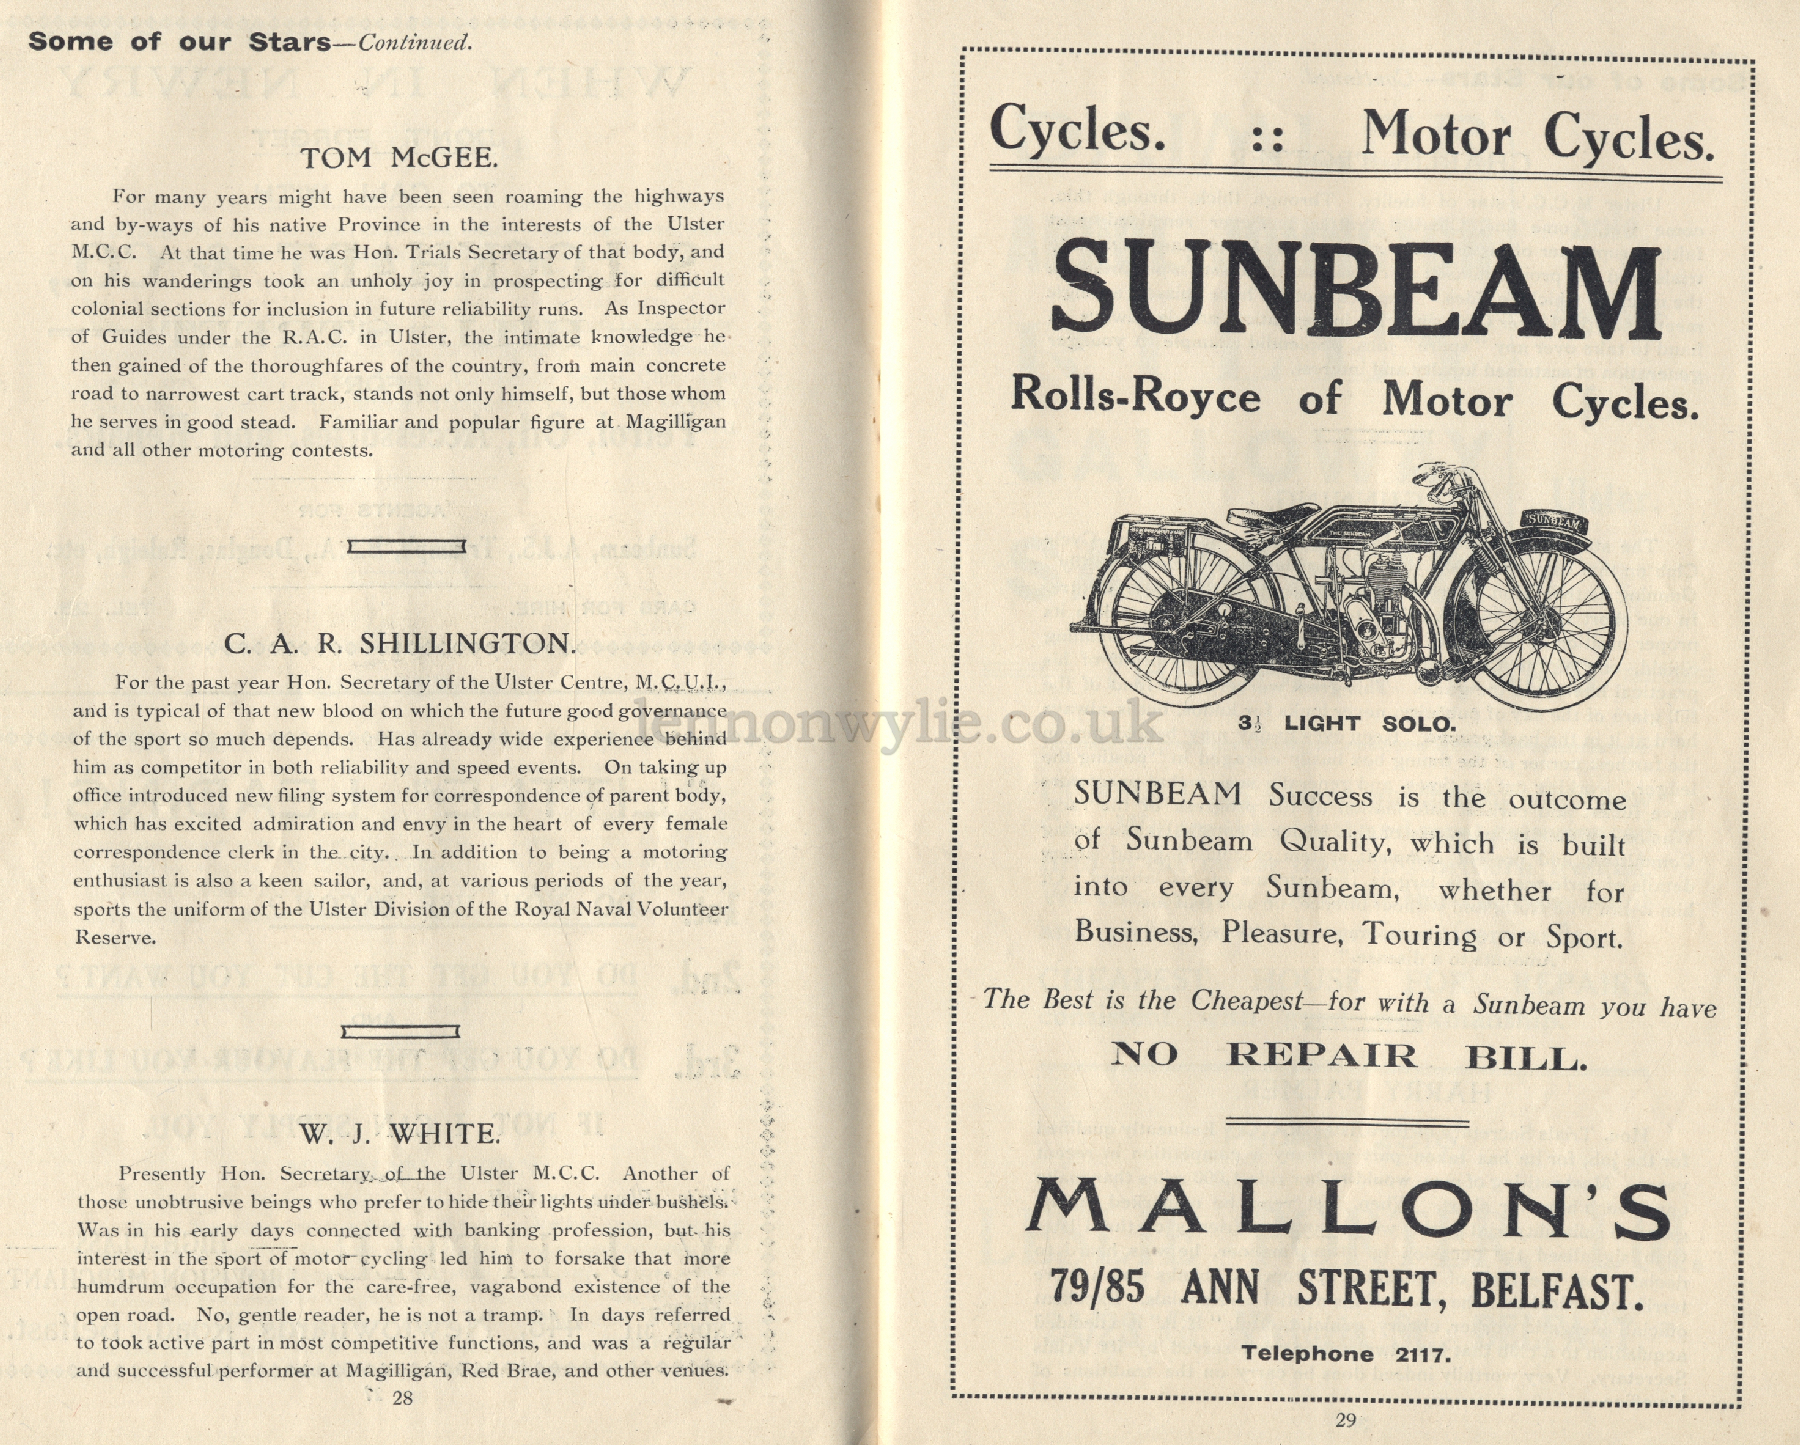 Some of our Stars—Continued.
TOM McGEE.
For many years might have been seen roaming the highways
and by-ways of his native Province in the interests of the Ulster
M.C.C. At that time he was Hon. Trials Secretary of that body, and
on his wanderings took an unholy joy in prospecting for difficult
colonial sections for inclusion in future reliability runs. As Inspector
of Guides under the R.A.C. in Ulster, the intimate knowledge he
then gained of the thoroughfares of the country, from main concrete
road to narrowest cart track, stands not only himself, but those whom
he serves in good stead. Familiar and popular figure at Magilligan
and all other motoring contests.
C. A. R. SHILLINGTON.
For the past year Hon. Secretary of the Ulster Centre, M.C.U.I.,
and is typical of that new blood on which the future good governance
of the sport so much depends. Has already wide experience behind
him as competitor in both reliability and speed events. On taking up
office introduced new filing system for correspondence of parent body,
which has excited admiration and envy in the heart of every female
correspondence clerk in the city. In addition to being a motoring
enthusiast is also a keen sailor, and, at various periods of the year,
sports the uniform of the Ulster Division of the Royal Naval Volunteer
Reserve.
W. J. WHITE.
Presently Hon. Secretary of the Ulster M.C.C. Another of
those unobtrusive beings who prefer to hide their lights under bushels.
Was in his early days connected with banking profession, but his
interest in the sport of motor cycling led him to forsake that more
humdrum occupation for the care-free, vagabond existence of the
open road. No, gentle reader, he is not a tramp. In days referred
to took active part in most competitive functions, and was a regular
and successful performer at Magilligan, Red Brae, and other venues.
28
lennonwylie.co.uk
Cycles. :: Motor Cycles.
SUNBEAM
Rolls-Royce of Motor Cycles.
SUNBEAM
3½ LIGHT SOLO.
SUNBEAM Success is the outcome
of Sunbeam Quality, which is built
into every Sunbeam, whether for
Business, Pleasure, Touring or Sport.
The Best is the Cheapest—for with a Sunbeam you have
NO REPAIR BILL.
MALLON'S
79/85 ANN STREET, BELFAST.
Telephone 2117.
29